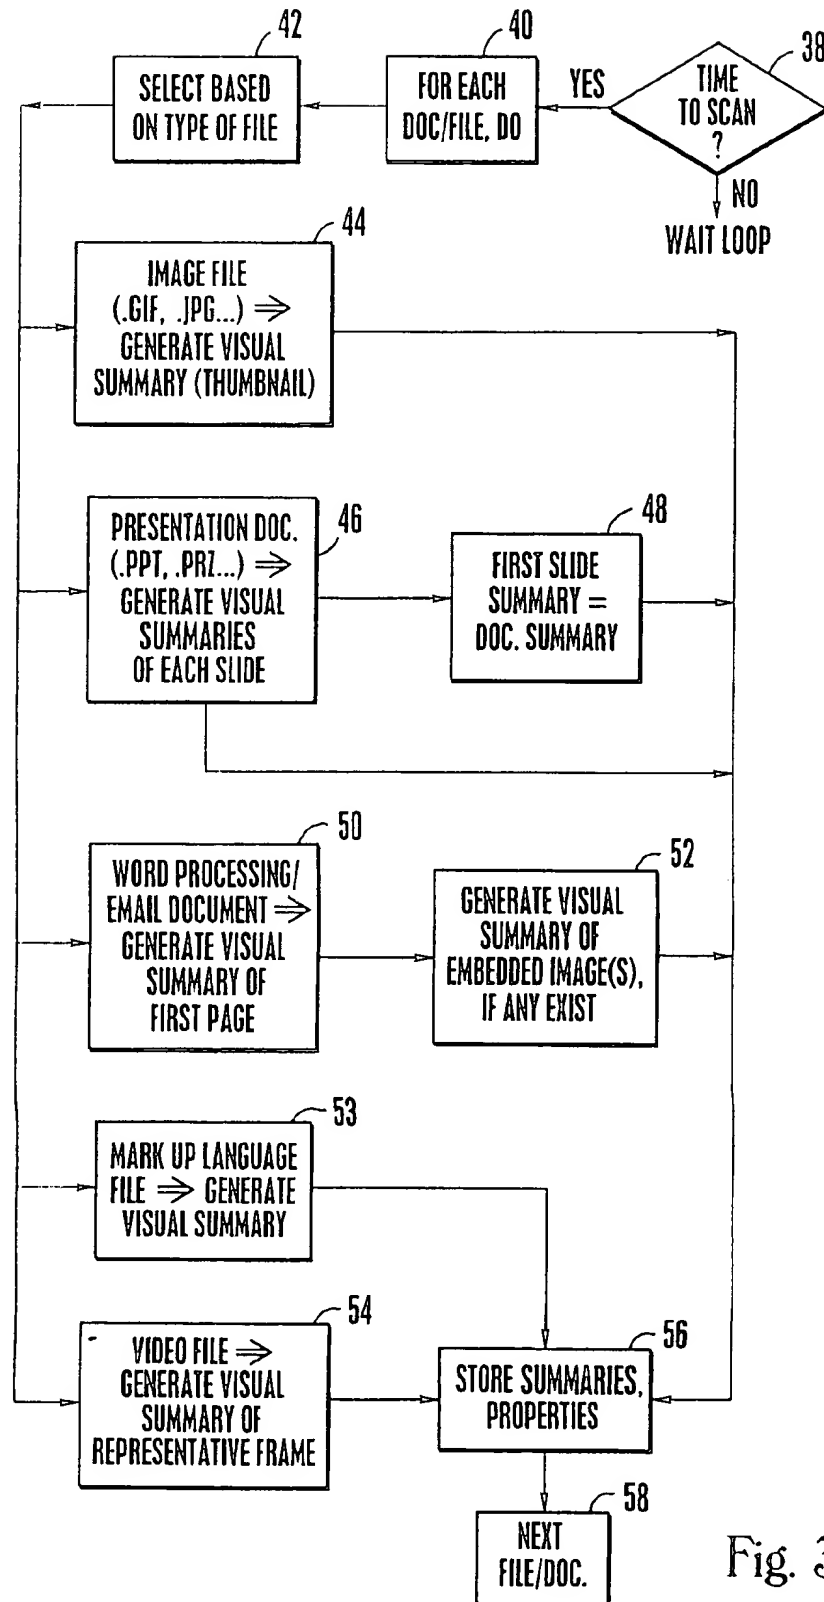 42
SELECT BASED
ON TYPE OF FILE
40
FOR EACH
DOC/FILE, DO
YES
38
TIME
TO SCAN
?
NO
WAIT LOOP
44
IMAGE FILE
(.GIF, .JPG...) ⇒
GENERATE VISUAL
SUMMARY (THUMBNAIL)
46
PRESENTATION DOC.
(.PPT, .PRZ...) ⇒
GENERATE VISUAL
SUMMARIES
OF EACH SLIDE
48
FIRST SLIDE
SUMMARY =
DOC. SUMMARY
50
WORD PROCESSING/
EMAIL DOCUMENT ⇒
GENERATE VISUAL
SUMMARY OF
FIRST PAGE
52
GENERATE VISUAL
SUMMARY OF
EMBEDDED IMAGE(S),
IF ANY EXIST
53
MARK UP LANGUAGE
FILE ⇒ GENERATE
VISUAL SUMMARY
54
VIDEO FILE ⇒
GENERATE VISUAL
SUMMARY OF
REPRESENTATIVE FRAME
56
STORE SUMMARIES,
PROPERTIES
58
NEXT
FILE/DOC.
Fig. 3